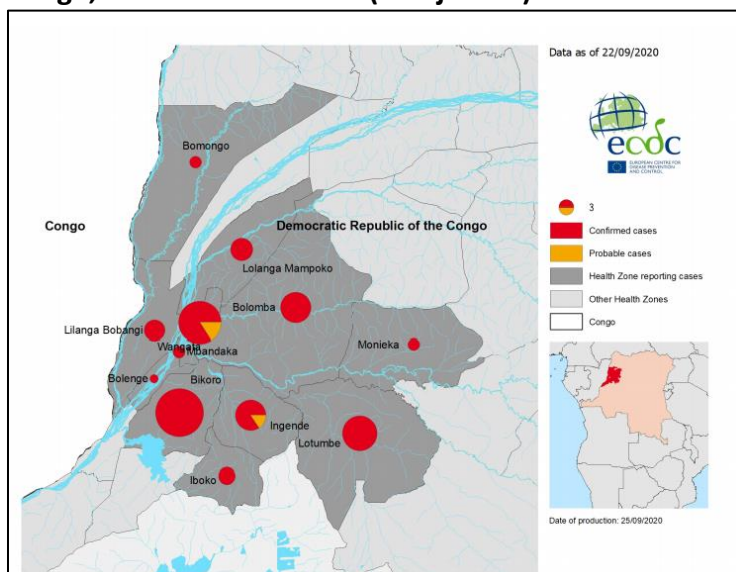 Data as of 22/09/2020
ecdc
EUROPEAN CENTRE FOR
DISEASE PREVENTION
AND CONTROL
3
Confirmed cases
Probable cases
Health Zone reporting cases
Other Health Zones
Congo
Bomongo
Congo
Democratic Republic of the Congo
Lolanga Mampoko
Bolomba
Lilanga Bobangi
Wangata
Mbandaka
Monieka
Bolenge
Bikoro
Ingende
Lotumbe
Iboko
Date of production: 25/09/2020